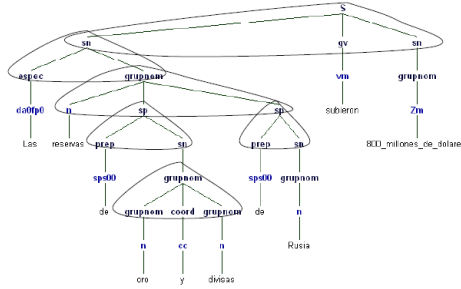 S
sn gv sn
espec grupnom vm grupnom
da0fp0 n sp sp subieron Zm
Las reservas prep sn prep sn 800_millones_de_dolare
sps00 grupnom sps00 grupnom
de grupnom coord grupnom de n
n cc n Rusia
oro y divisas